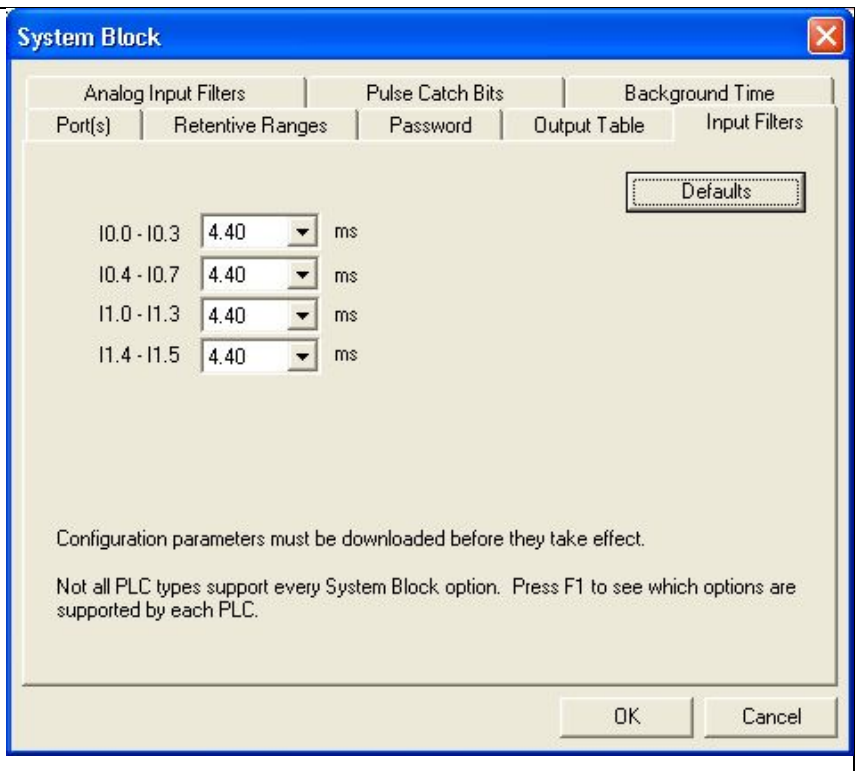 System Block
Analog Input Filters Pulse Catch Bits Background Time
Port(s) Retentive Ranges Password Output Table Input Filters
Defaults
I0.0 - I0.3 4.40 ms
I0.4 - I0.7 4.40 ms
I1.0 - I1.3 4.40 ms
I1.4 - I1.5 4.40 ms
Configuration parameters must be downloaded before they take effect.
Not all PLC types support every System Block option. Press F1 to see which options are
supported by each PLC.
OK Cancel